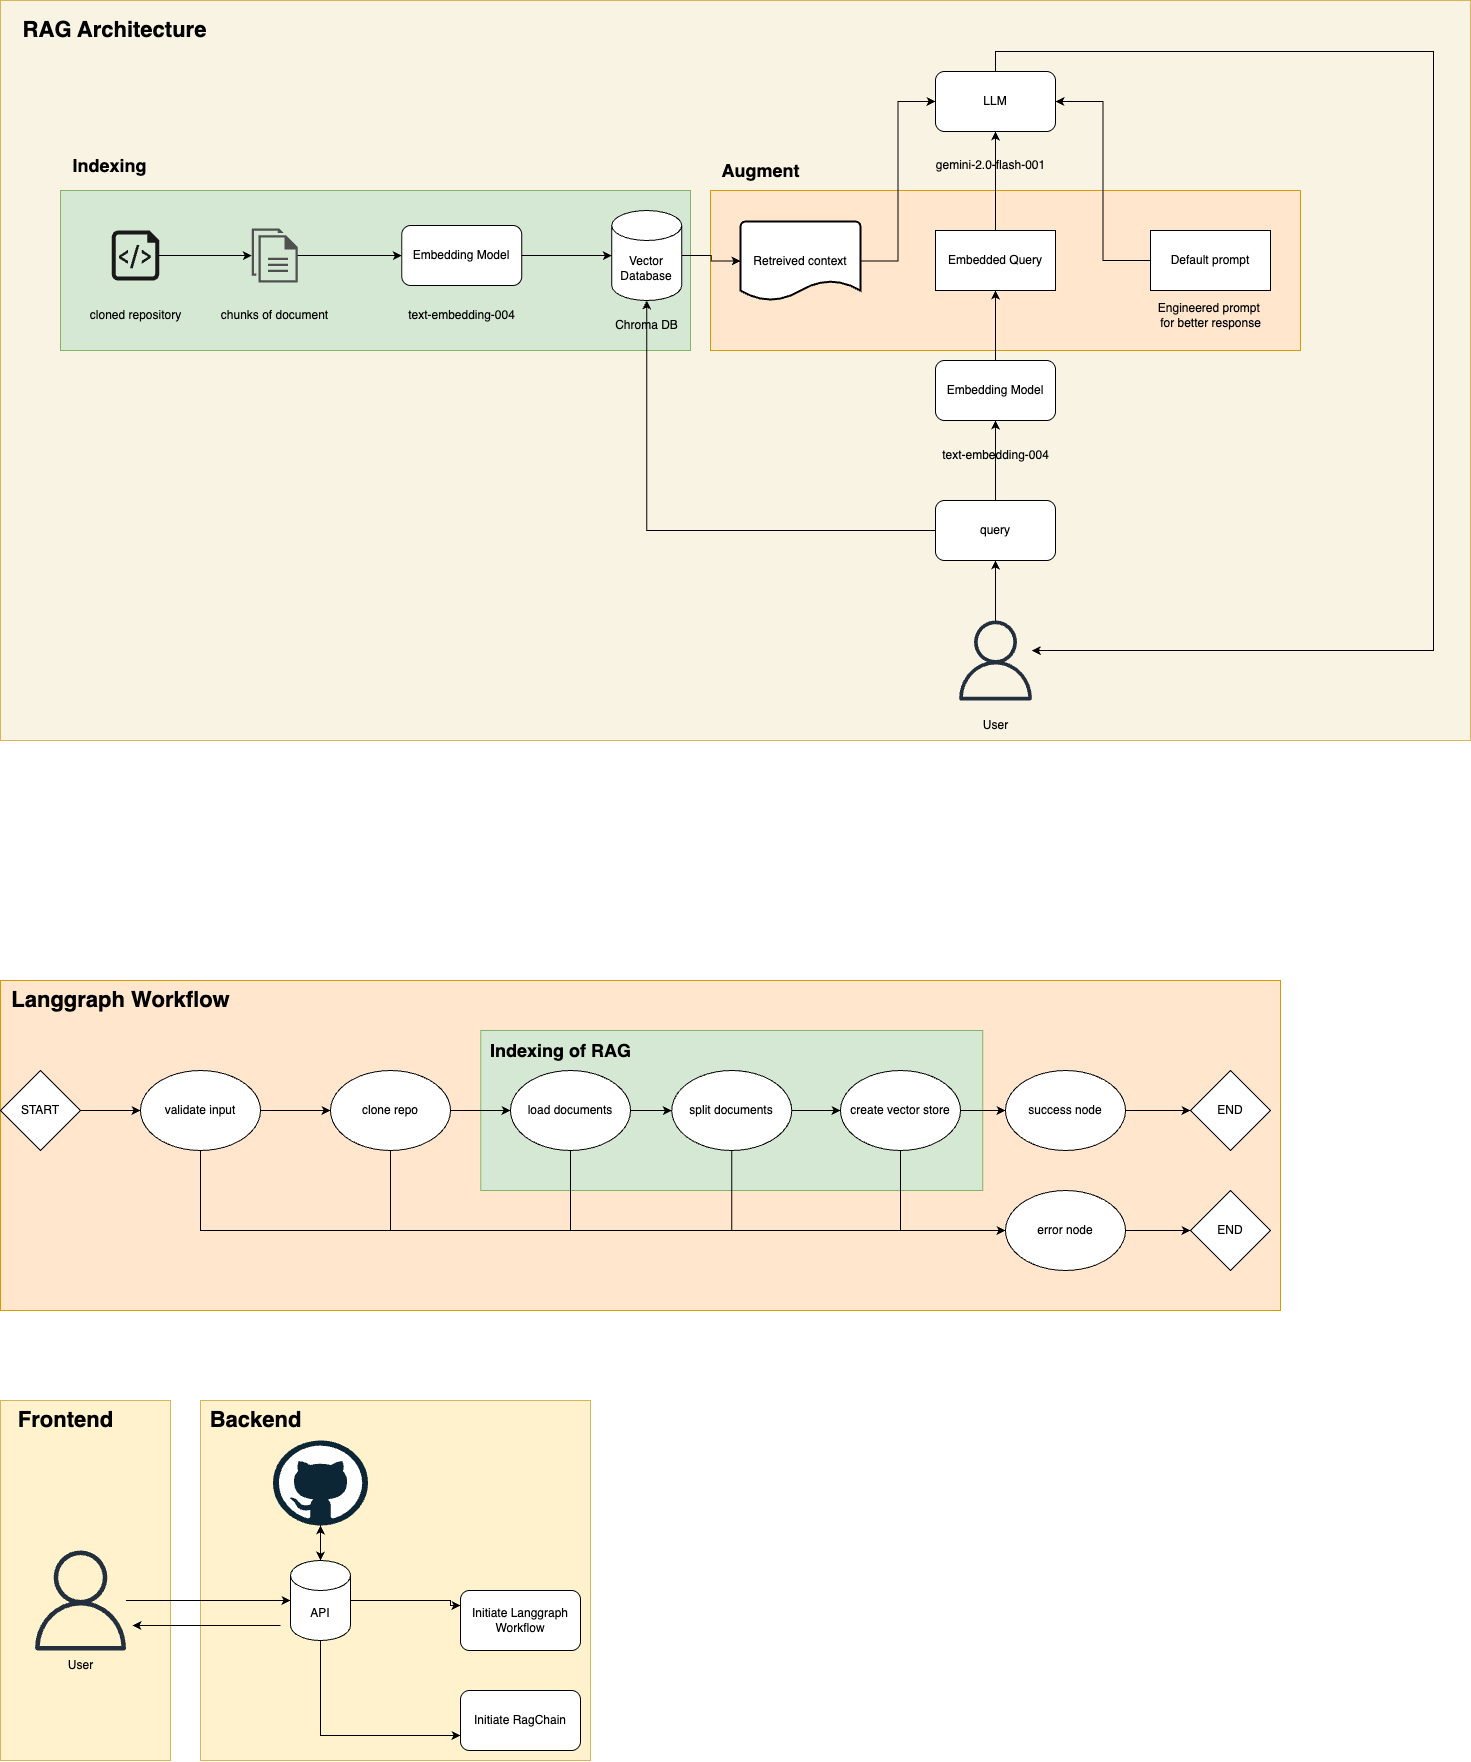 RAG Architecture
LLM
gemini-2.0-flash-001
Indexing
Augment
</>
cloned repository
chunks of document
Embedding Model
text-embedding-004
Vector
Database
Chroma DB
Retreived context
Embedded Query
Default prompt
Engineered prompt
for better response
Embedding Model
text-embedding-004
query
User
Langgraph Workflow
Indexing of RAG
START
validate input
clone repo
load documents
split documents
create vector store
success node
END
error node
END
Frontend
User
Backend
API
Initiate Langgraph
Workflow
Initiate RagChain